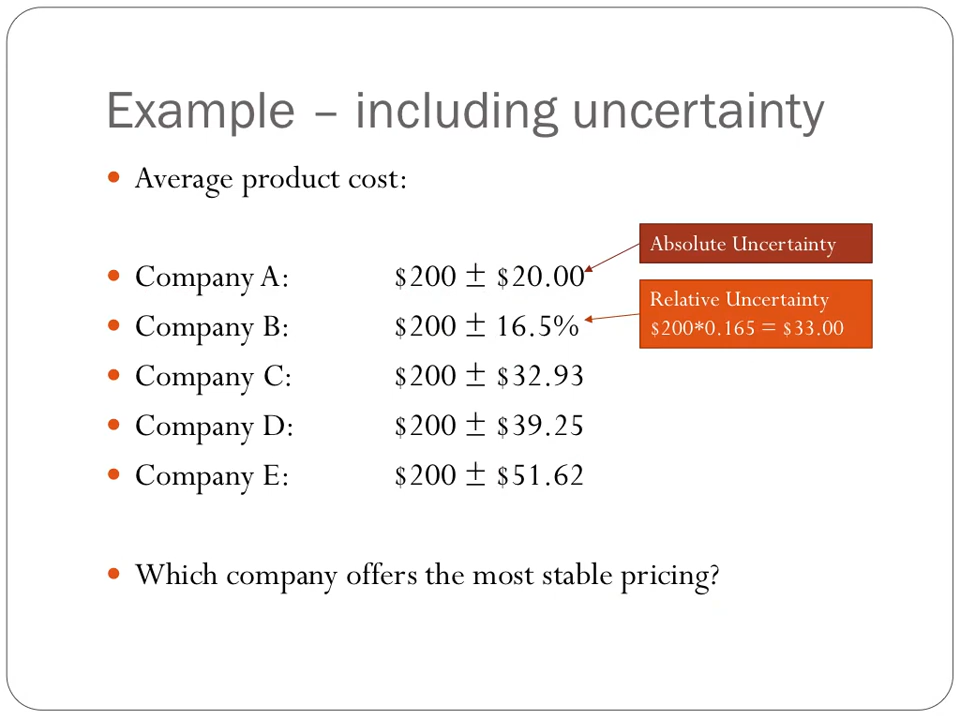 Example – including uncertainty
• Average product cost:
Absolute Uncertainty
• Company A: $200 ± $20.00
Relative Uncertainty
$200*0.165 = $33.00
• Company B: $200 ± 16.5%
• Company C: $200 ± $32.93
• Company D: $200 ± $39.25
• Company E: $200 ± $51.62
• Which company offers the most stable pricing?